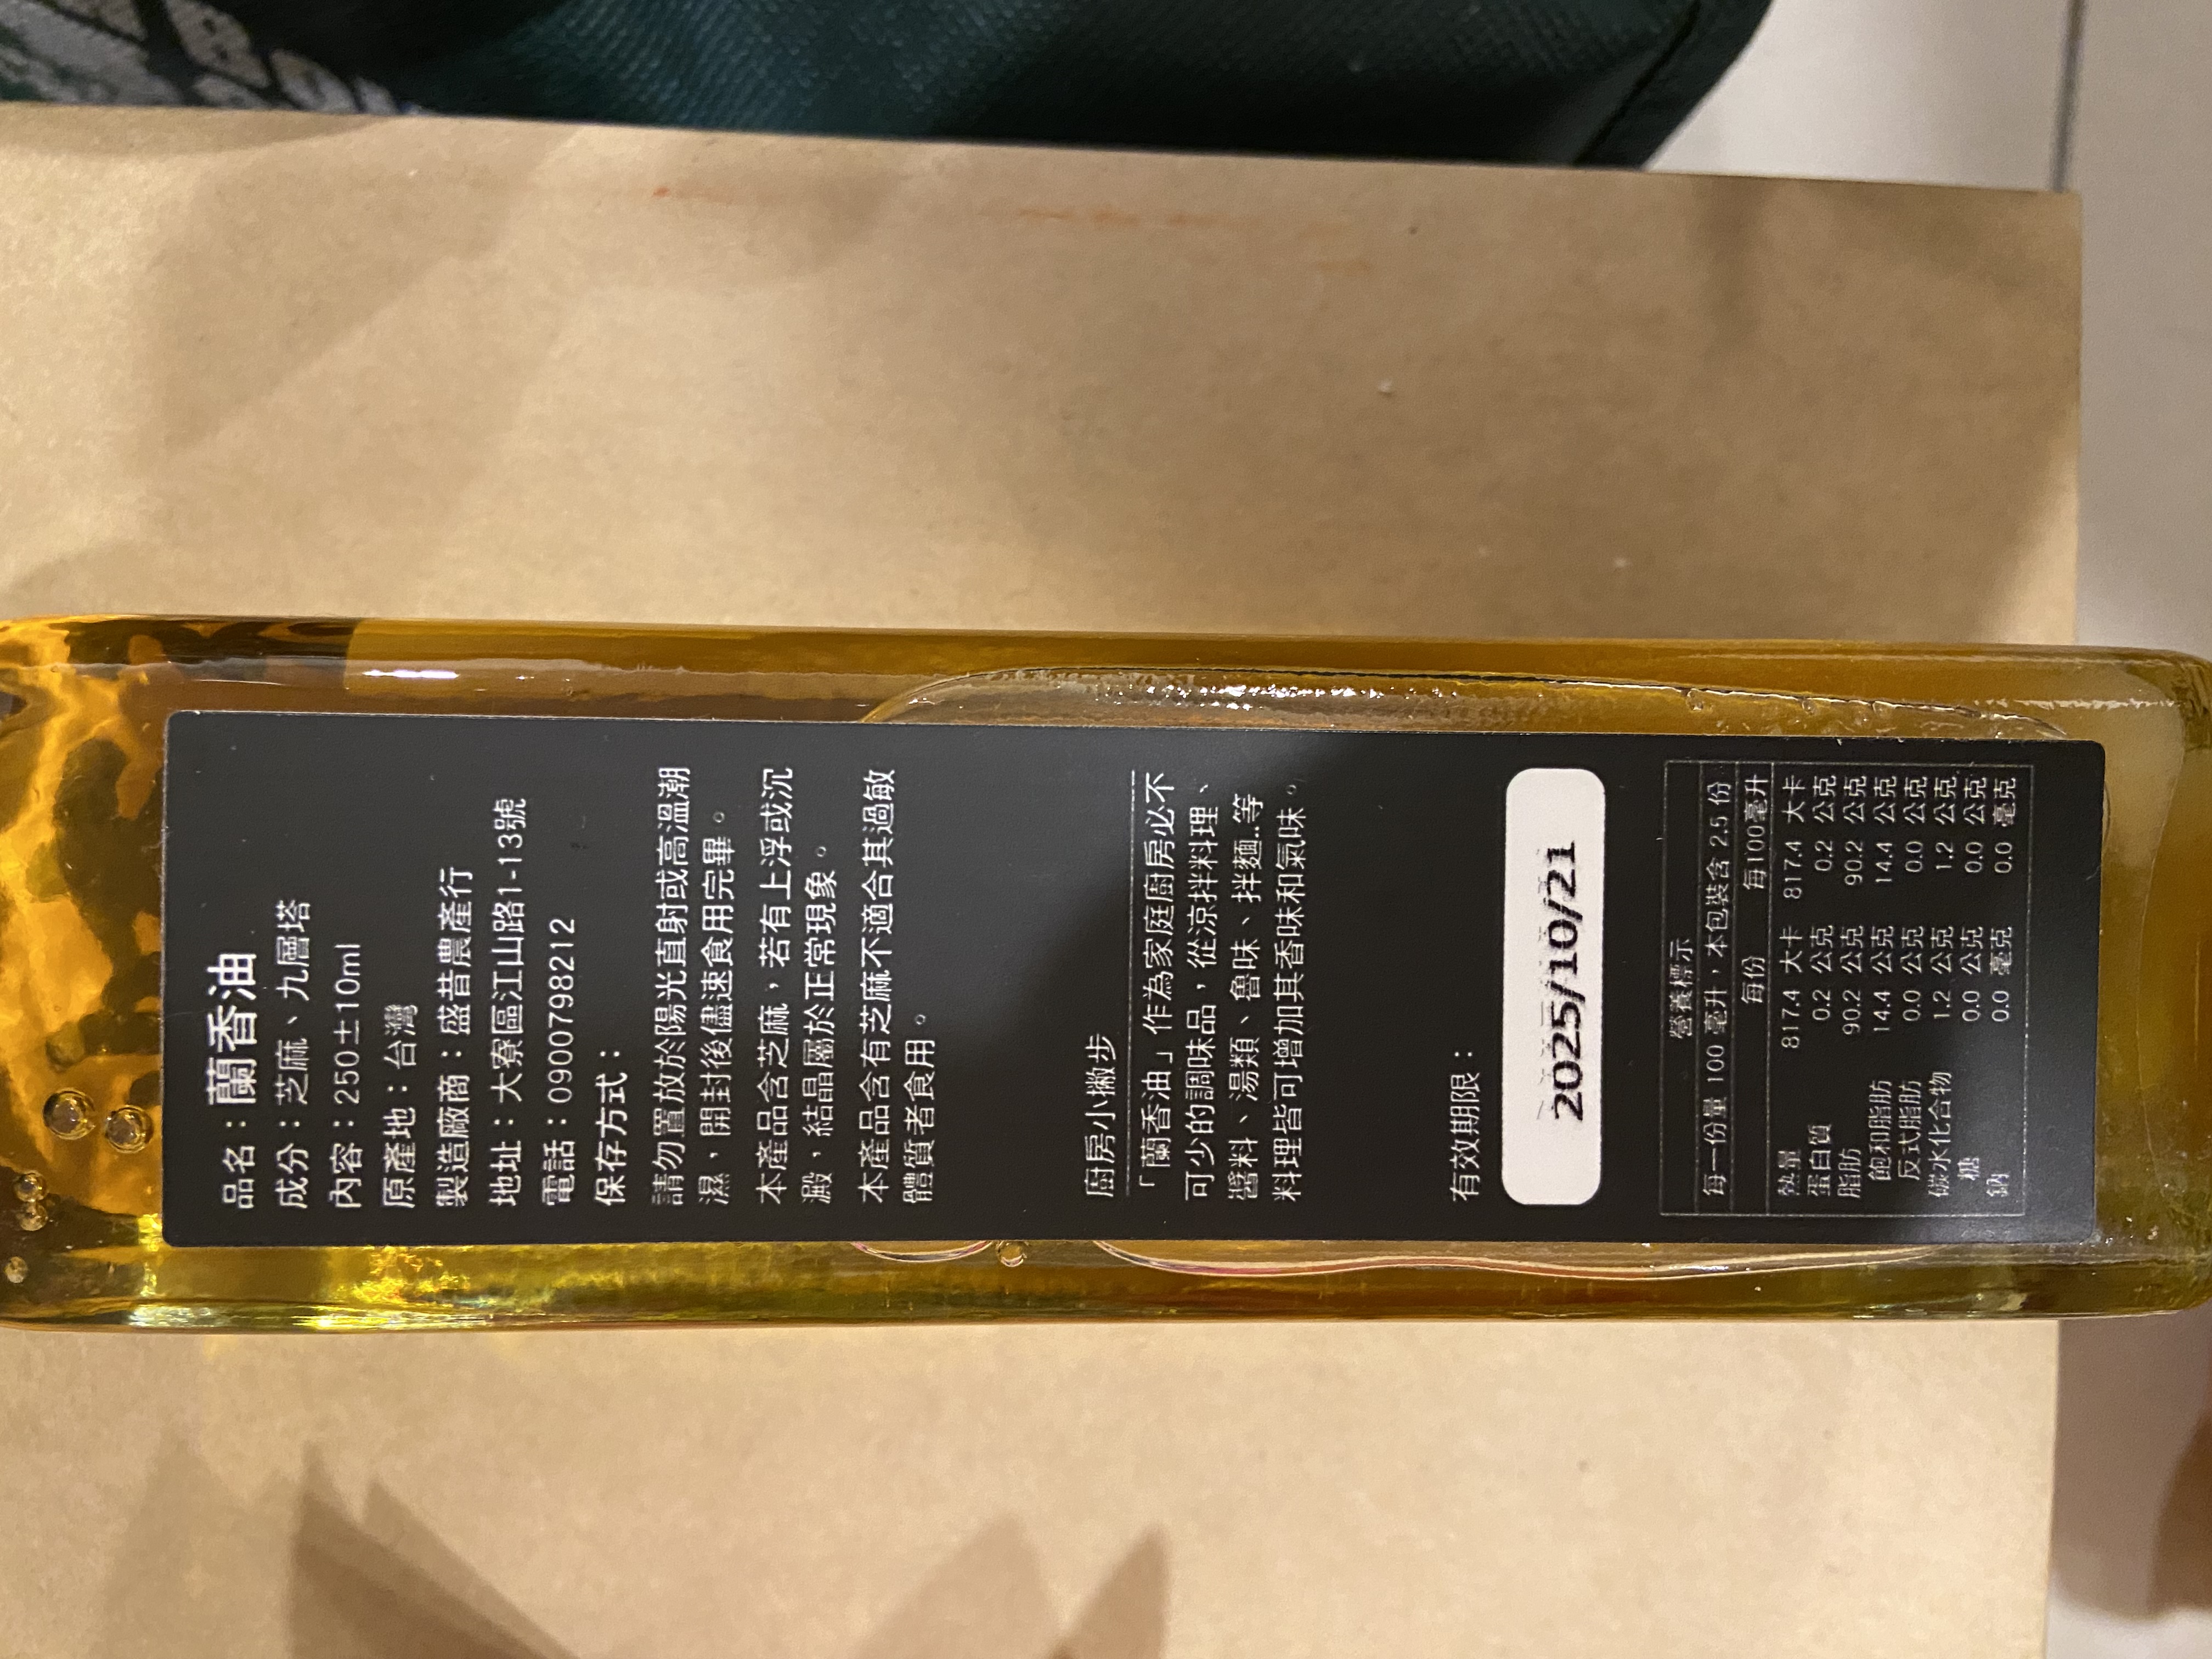 品名：蘭香油
成分：芝麻、九層塔
內容：250±10ml
原產地：台灣
製造廠商：盛昔農產行
地址：大寮區江山路1-13號
電話：0900798212
保存方式：
請勿置放於陽光直射或高溫潮
濕，開封後儘速食用完畢。
本產品含芝麻，若有上浮或沉
澱，結晶屬於正常現象。
本產品含有芝麻不適合其過敏
體質者食用。
廚房小撇步
「蘭香油」作為家庭廚房必不
可少的調味品，從涼拌料理、
醬料、湯類、魯味、拌麵..等
料理皆可增加其香味和氣味。
有效期限：
2025/10/21
營養標示
每一份量 100 毫升，本包裝含 2.5 份
每份 每100毫升
熱量 817.4 大卡 817.4 大卡
蛋白質 0.2 公克 0.2 公克
脂肪 90.2 公克 90.2 公克
飽和脂肪 14.4 公克 14.4 公克
反式脂肪 0.0 公克 0.0 公克
碳水化合物 1.2 公克 1.2 公克
糖 0.0 公克 0.0 公克
鈉 0.0 毫克 0.0 毫克